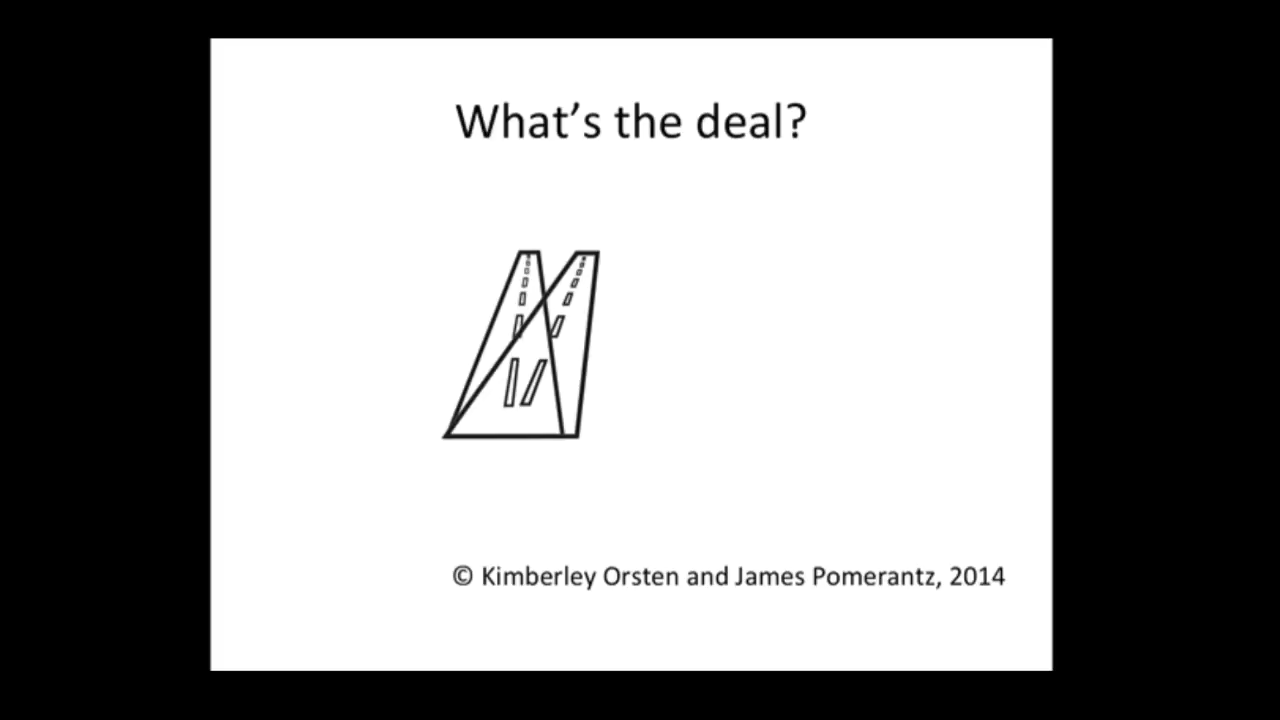 What’s the deal?
© Kimberley Orsten and James Pomerantz, 2014